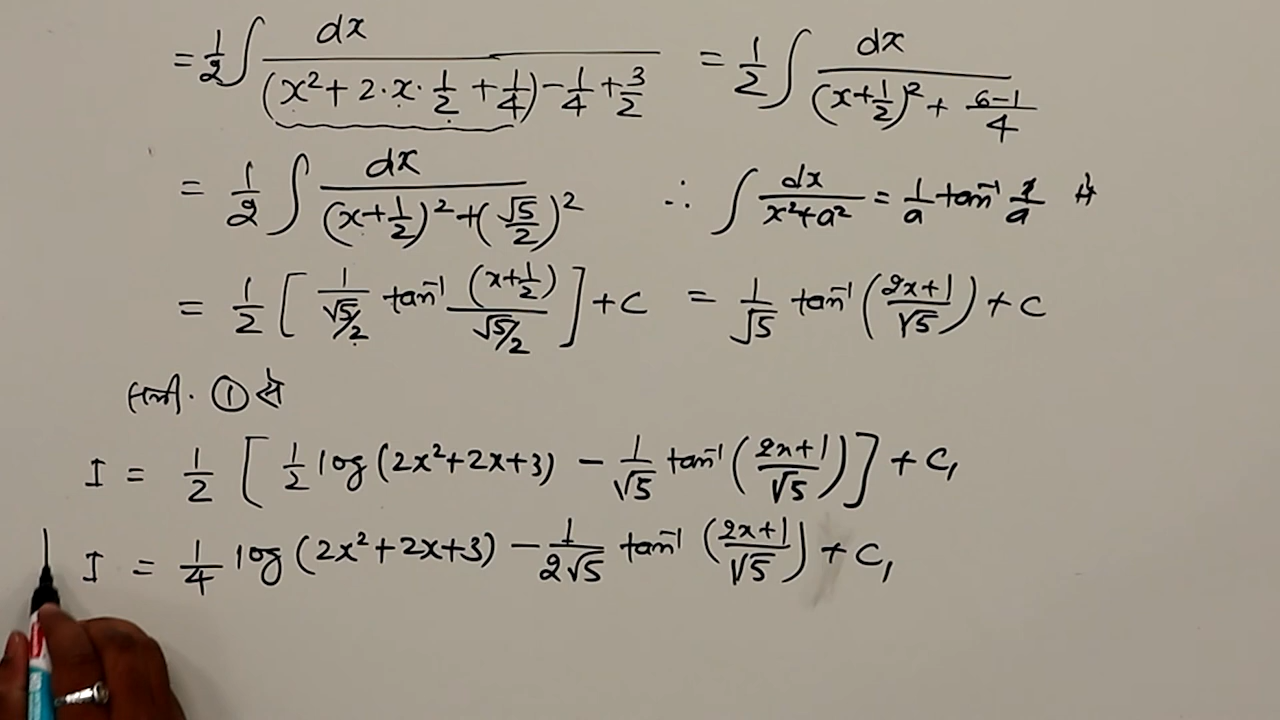 = 1/2 ∫ dx / ((x² + 2·x·1/2 + 1/4) - 1/4 + 3/2) = 1/2 ∫ dx / ((x+1/2)² + (6-1)/4)
= 1/2 ∫ dx / ((x+1/2)² + (√5/2)²) ∴ ∫ dx / (x²+a²) = 1/a tan⁻¹ x/a से
= 1/2 [ 1/(√5/2) tan⁻¹ (x+1/2)/(√5/2) ] + C = 1/√5 tan⁻¹ ((2x+1)/√5) + C
समी. ① से
I = 1/2 [ 1/2 log (2x²+2x+3) - 1/√5 tan⁻¹ ((2x+1)/√5) ] + C₁
I = 1/4 log (2x²+2x+3) - 1/(2√5) tan⁻¹ ((2x+1)/√5) + C₁